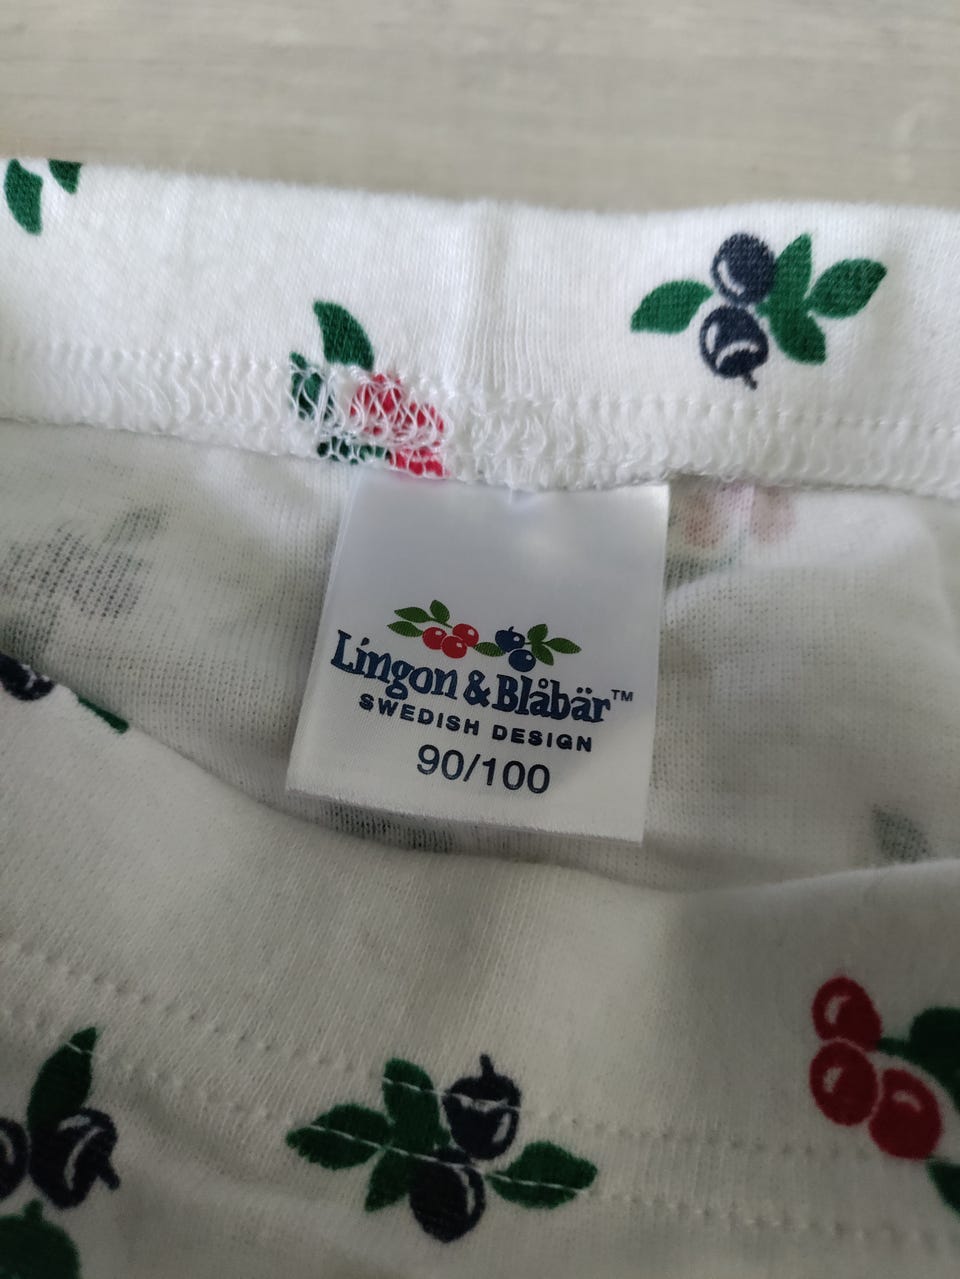 Lingon & Blåbär™
SWEDISH DESIGN
90/100